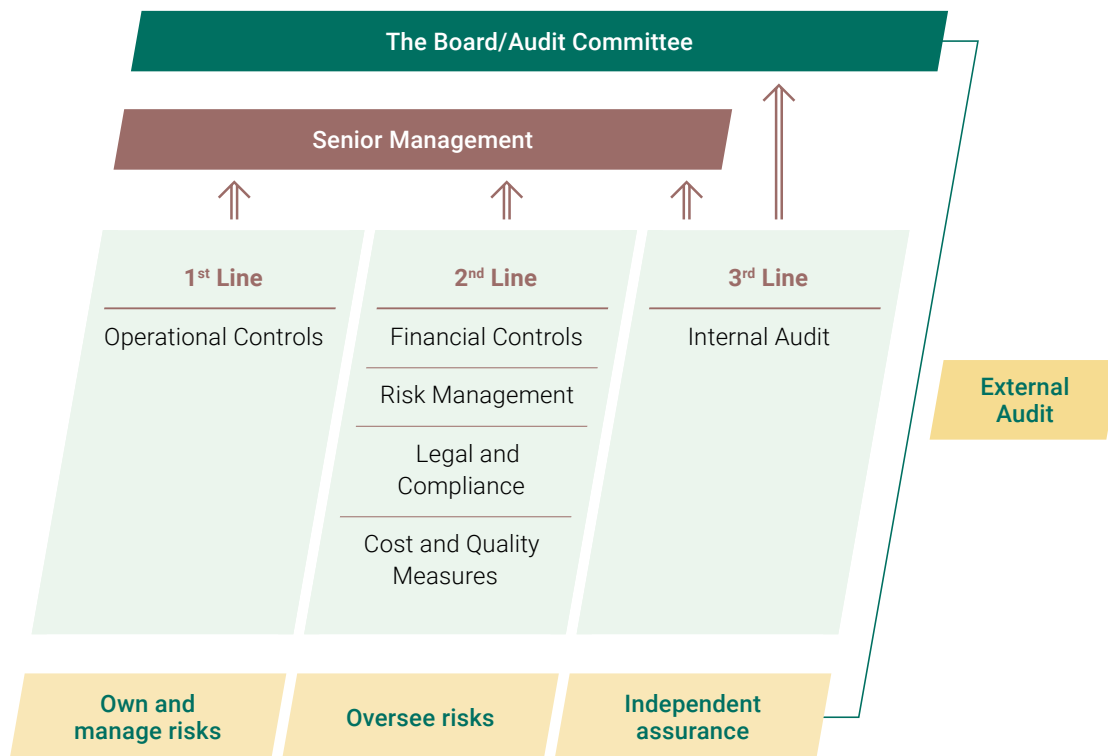 The Board/Audit Committee
Senior Management
1st Line
Operational Controls
2nd Line
Financial Controls
Risk Management
Legal and
Compliance
Cost and Quality
Measures
3rd Line
Internal Audit
External
Audit
Own and
manage risks
Oversee risks
Independent
assurance